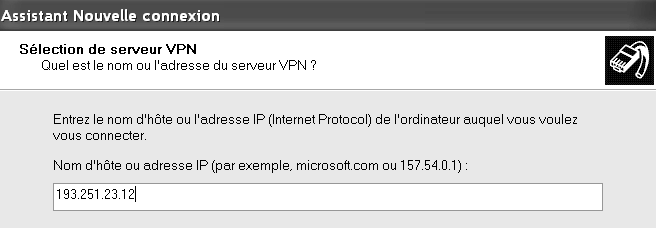 Assistant Nouvelle connexion
Sélection de serveur VPN
Quel est le nom ou l'adresse du serveur VPN ?
Entrez le nom d'hôte ou l'adresse IP (Internet Protocol) de l'ordinateur auquel vous voulez
vous connecter.
Nom d'hôte ou adresse IP (par exemple, microsoft.com ou 157.54.0.1) :
193.251.23.12